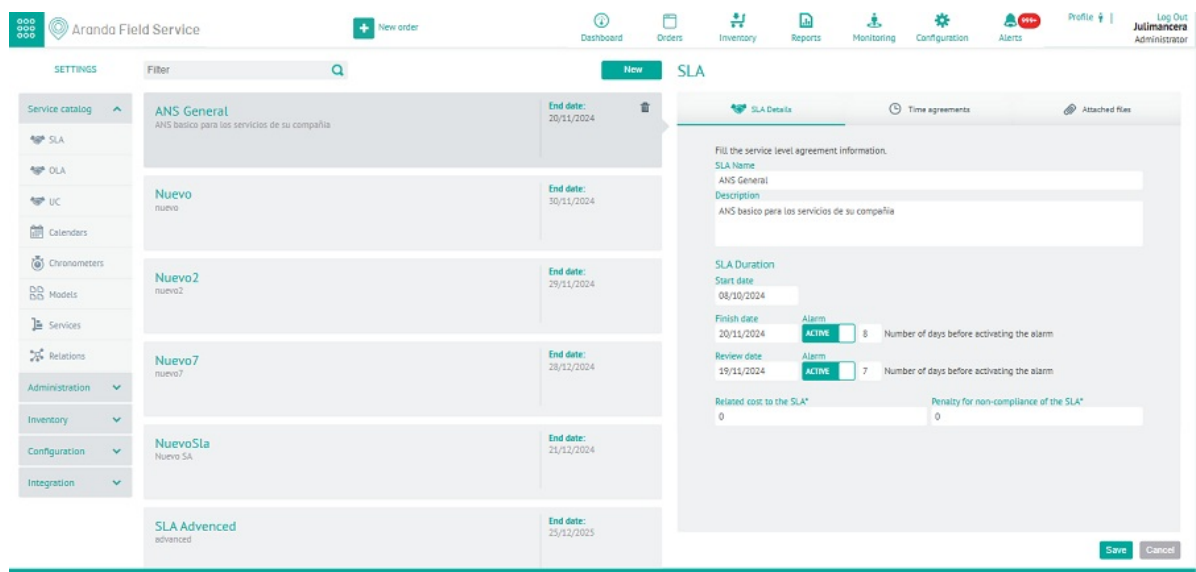 Aranda Field Service
New order
Dashboard
Orders
Inventory
Reports
Monitoring
Configuration
999+
Alerts
Profile
Log Out
Julimancera
Administrator
SETTINGS
Service catalog
SLA
OLA
UC
Calendars
Chronometers
Models
Services
Relations
Administration
Inventory
Configuration
Integration
Filter
New
ANS General
ANS basico para los servicios de su compañia
End date:
20/11/2024
Nuevo
nuevo
End date:
30/11/2024
Nuevo2
nuevo2
End date:
29/11/2024
Nuevo7
nuevo7
End date:
28/12/2024
NuevoSla
Nuevo SA
End date:
21/12/2024
SLA Advenced
advanced
End date:
25/12/2025
SLA
SLA Details
Time agreements
Attached files
Fill the service level agreement information.
SLA Name
ANS General
Description
ANS basico para los servicios de su compañia
SLA Duration
Start date
08/10/2024
Finish date Alarm
20/11/2024 ACTIVE 8 Number of days before activating the alarm
Review date Alarm
19/11/2024 ACTIVE 7 Number of days before activating the alarm
Related cost to the SLA* Penalty for non-compliance of the SLA*
0 0
Save Cancel